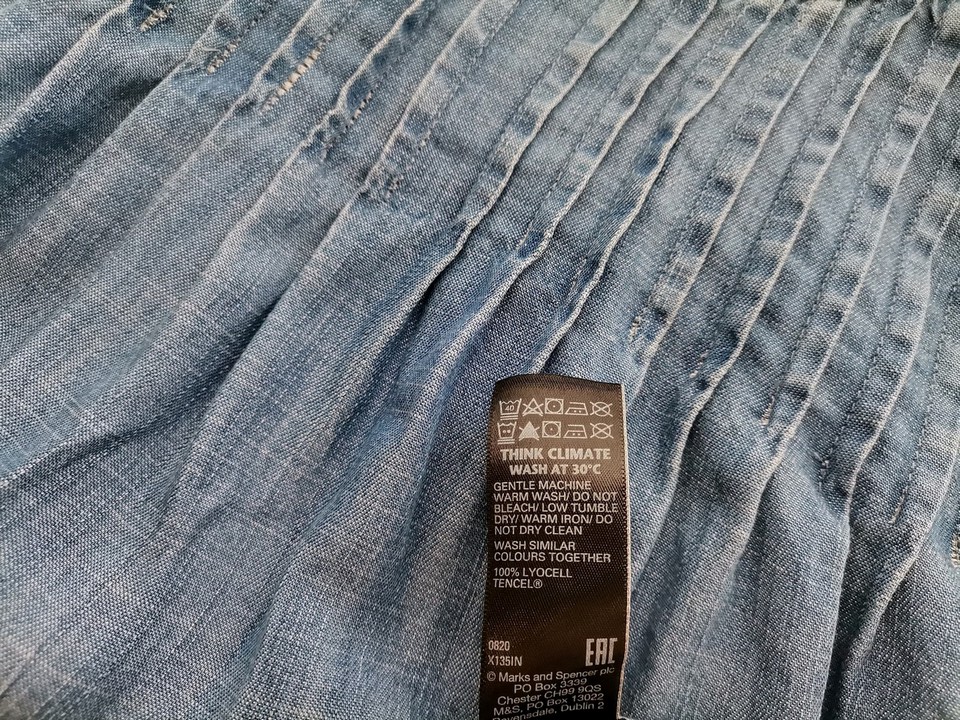 40
THINK CLIMATE
WASH AT 30°C
GENTLE MACHINE
WARM WASH/ DO NOT
BLEACH/ LOW TUMBLE
DRY/ WARM IRON/ DO
NOT DRY CLEAN
WASH SIMILAR
COLOURS TOGETHER
100% LYOCELL
TENCEL®
0820
X135IN
EAC
© Marks and Spencer plc
PO Box 3339
Chester CH99 9QS
M&S, PO Box 13022
Ravensdale, Dublin 2